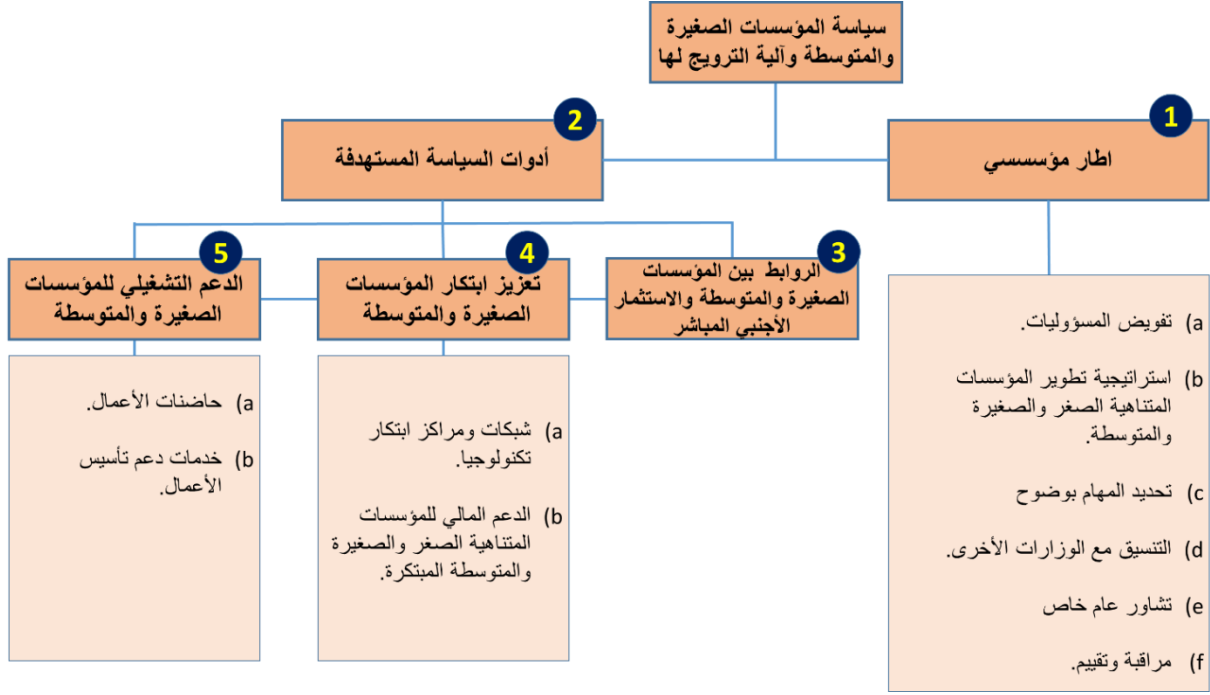 سياسة المؤسسات الصغيرة
والمتوسطة وآلية الترويج لها
1
اطار مؤسسسي
a) تفويض المسؤوليات.
b) استراتيجية تطوير المؤسسات
المتناهية الصغر والصغيرة
والمتوسطة.
c) تحديد المهام بوضوح
d) التنسيق مع الوزارات الأخرى.
e) تشاور عام خاص
f) مراقبة وتقييم.
2
أدوات السياسة المستهدفة
3
الروابط بين المؤسسات
الصغيرة والمتوسطة والاستثمار
الأجنبي المباشر
4
تعزيز ابتكار المؤسسات
الصغيرة والمتوسطة
a) شبكات ومراكز ابتكار
تكنولوجيا.
b) الدعم المالي للمؤسسات
المتناهية الصغر والصغيرة
والمتوسطة المبتكرة.
5
الدعم التشغيلي للمؤسسات
الصغيرة والمتوسطة
a) حاضنات الأعمال.
b) خدمات دعم تأسيس
الأعمال.